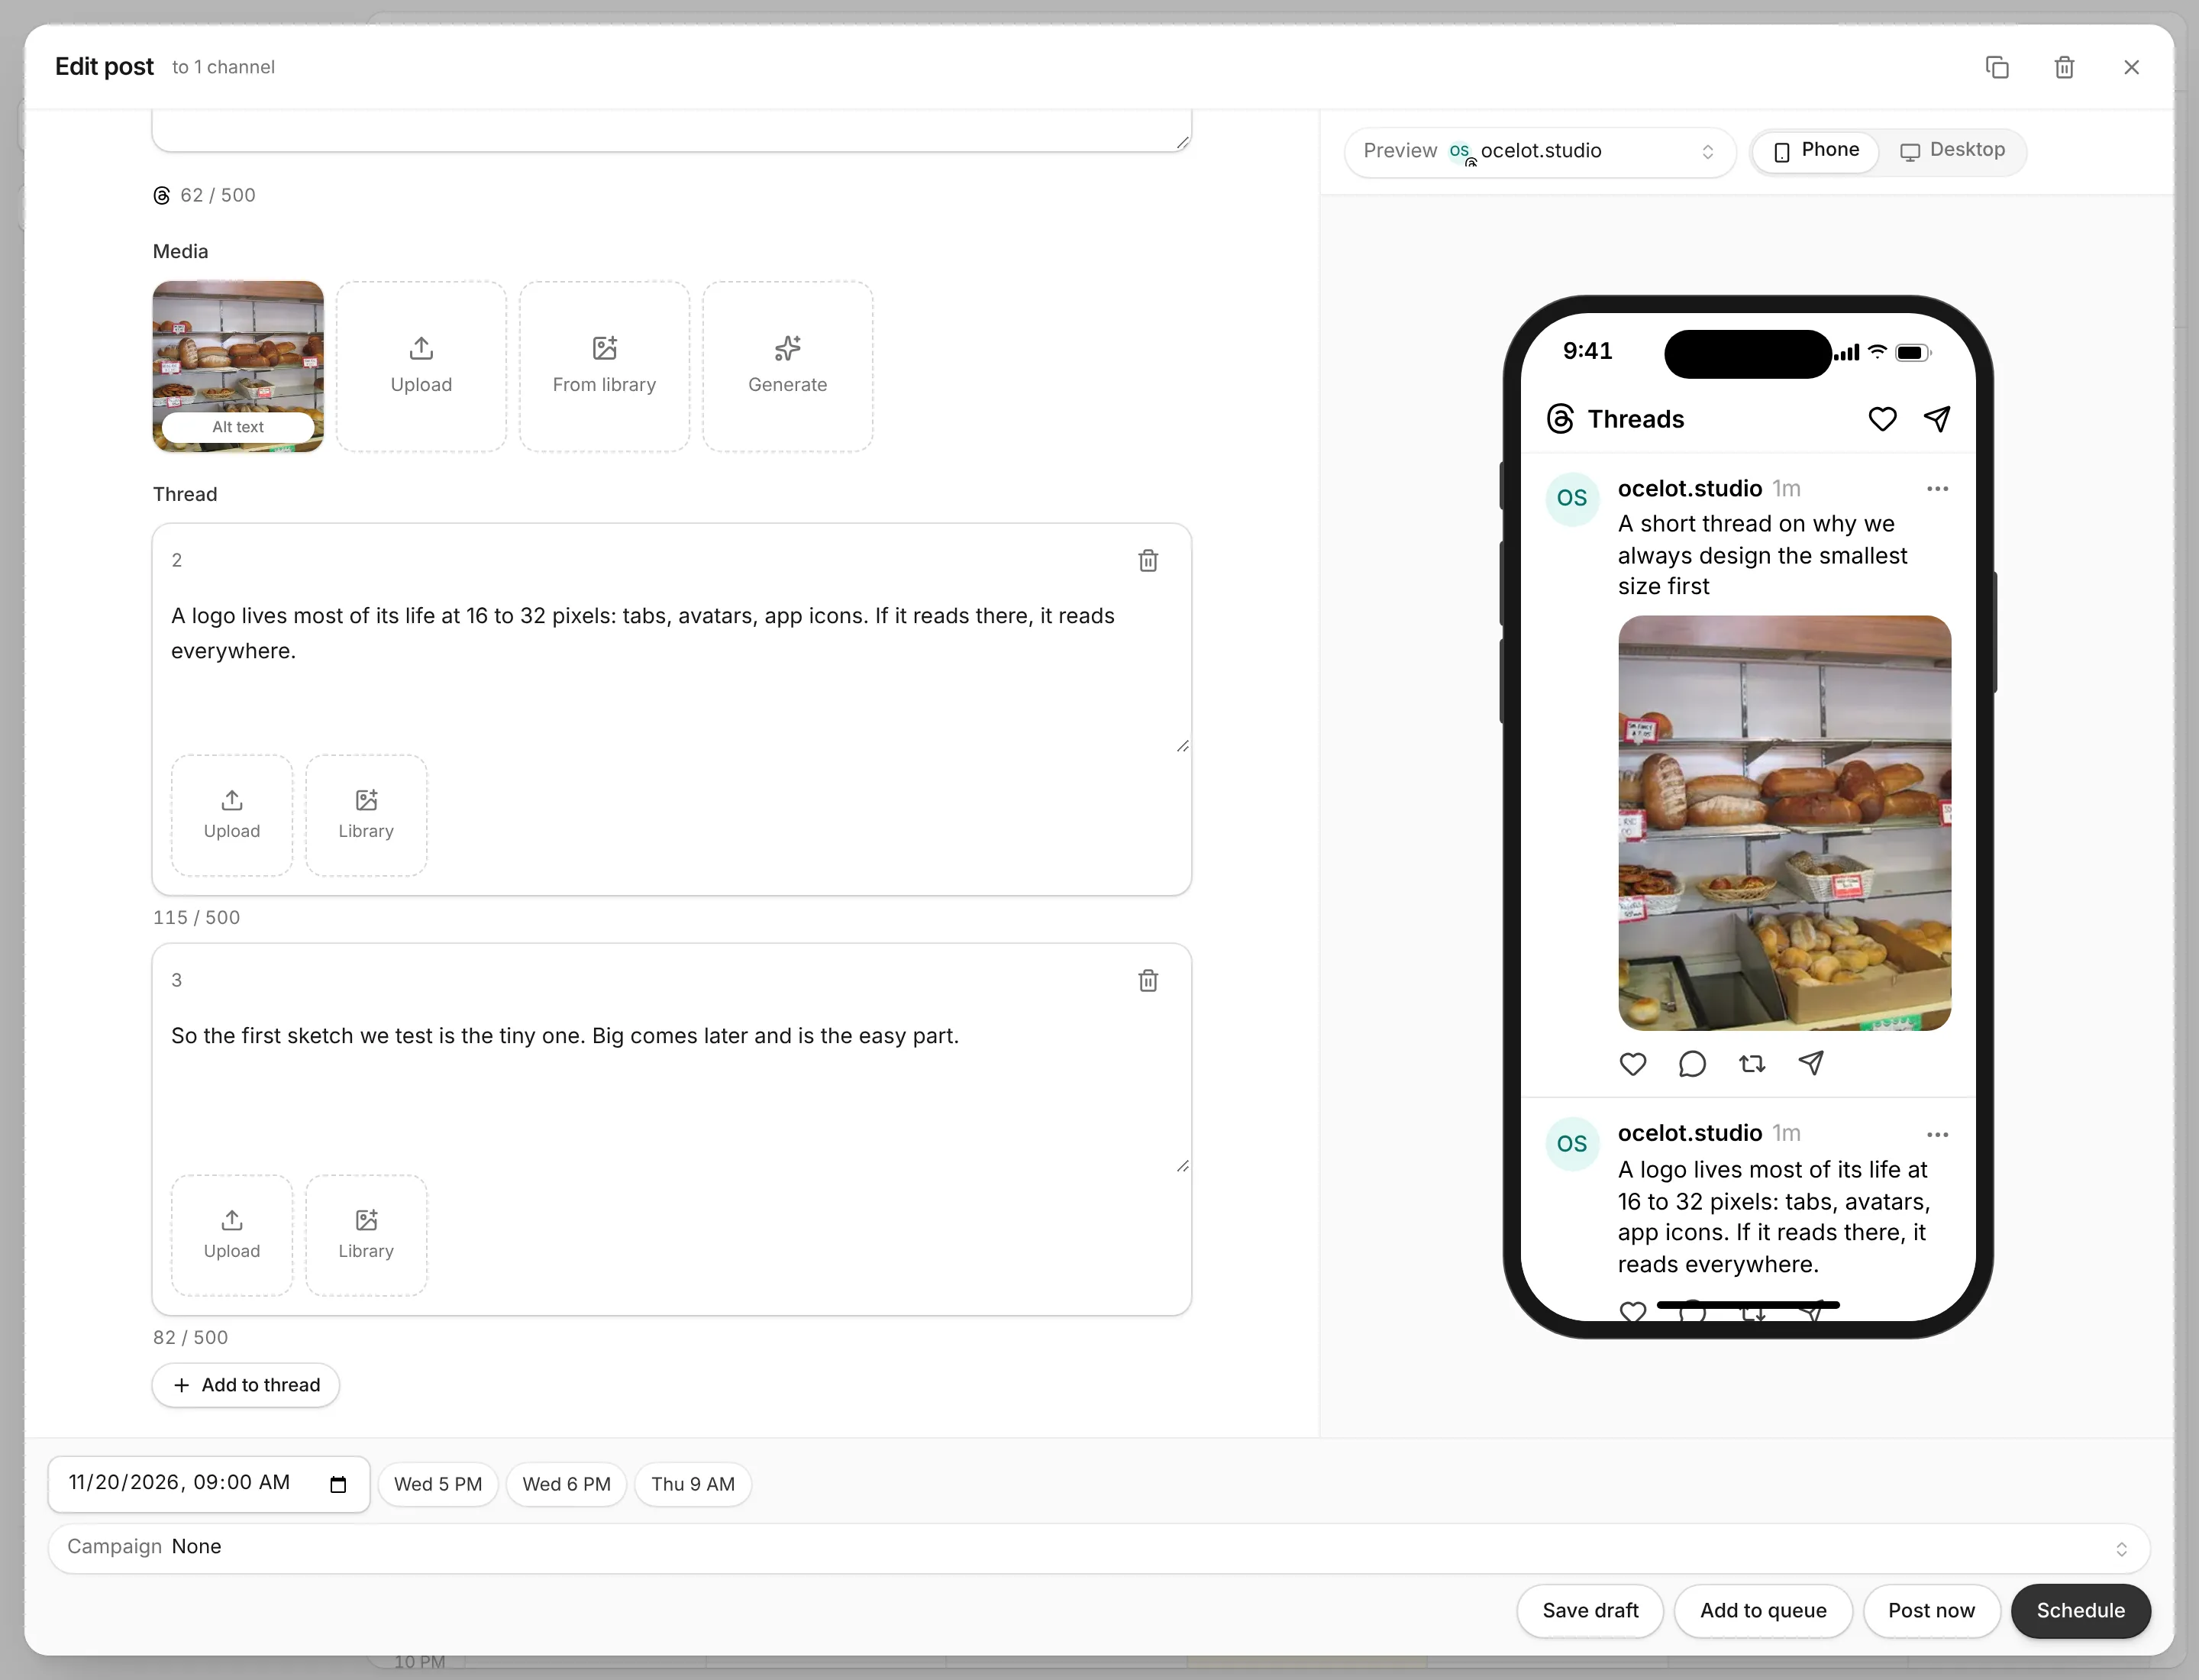 Edit post to 1 channel
62 / 500
Media
Alt text
Upload
From library
Generate
Thread
2
A logo lives most of its life at 16 to 32 pixels: tabs, avatars, app icons. If it reads there, it reads
everywhere.
Upload
Library
115 / 500
3
So the first sketch we test is the tiny one. Big comes later and is the easy part.
Upload
Library
82 / 500
Add to thread
Preview OS ocelot.studio
Phone
Desktop
9:41
Threads
OS
ocelot.studio 1m
A short thread on why we
always design the smallest
size first
OS
ocelot.studio 1m
A logo lives most of its life at
16 to 32 pixels: tabs, avatars,
app icons. If it reads there, it
reads everywhere.
11/20/2026, 09:00 AM
Wed 5 PM
Wed 6 PM
Thu 9 AM
Campaign None
Save draft
Add to queue
Post now
Schedule
10 PM